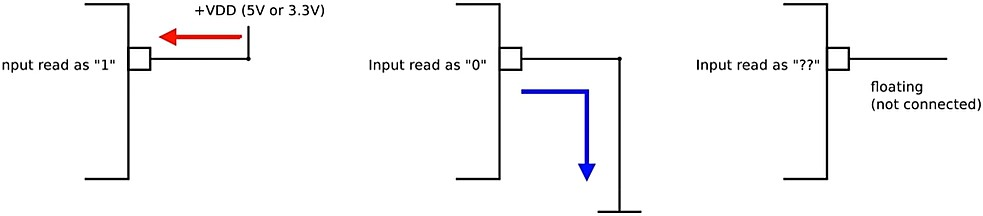 +VDD (5V or 3.3V)
nput read as "1"
Input read as "0"
Input read as "??"
floating
(not connected)